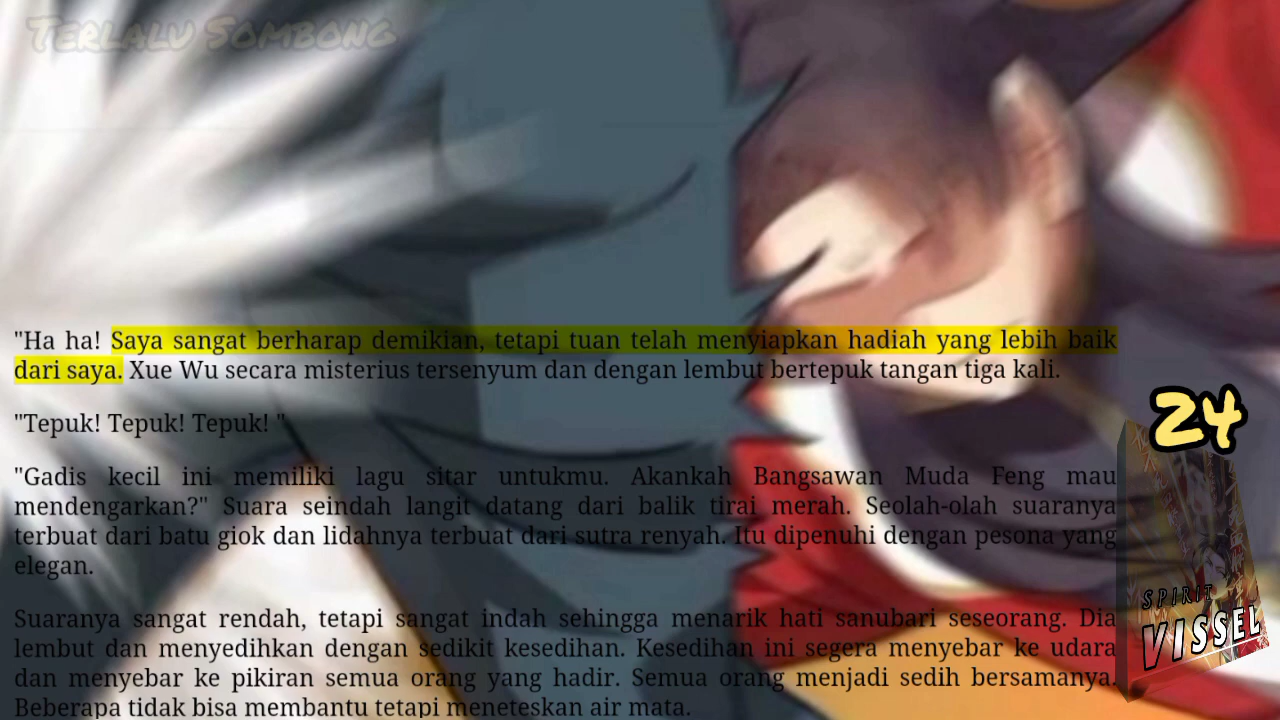 Terlalu Sombong
"Ha ha! Saya sangat berharap demikian, tetapi tuan telah menyiapkan hadiah yang lebih baik
dari saya. Xue Wu secara misterius tersenyum dan dengan lembut bertepuk tangan tiga kali.
"Tepuk! Tepuk! Tepuk! "
"Gadis kecil ini memiliki lagu sitar untukmu. Akankah Bangsawan Muda Feng mau
mendengarkan?" Suara seindah langit datang dari balik tirai merah. Seolah-olah suaranya
terbuat dari batu giok dan lidahnya terbuat dari sutra renyah. Itu dipenuhi dengan pesona yang
elegan.
Suaranya sangat rendah, tetapi sangat indah sehingga menarik hati sanubari seseorang. Dia
lembut dan menyedihkan dengan sedikit kesedihan. Kesedihan ini segera menyebar ke udara
dan menyebar ke pikiran semua orang yang hadir. Semua orang menjadi sedih bersamanya.
Beberapa tidak bisa membantu tetapi meneteskan air mata.
24
SPIRIT
VISSEL